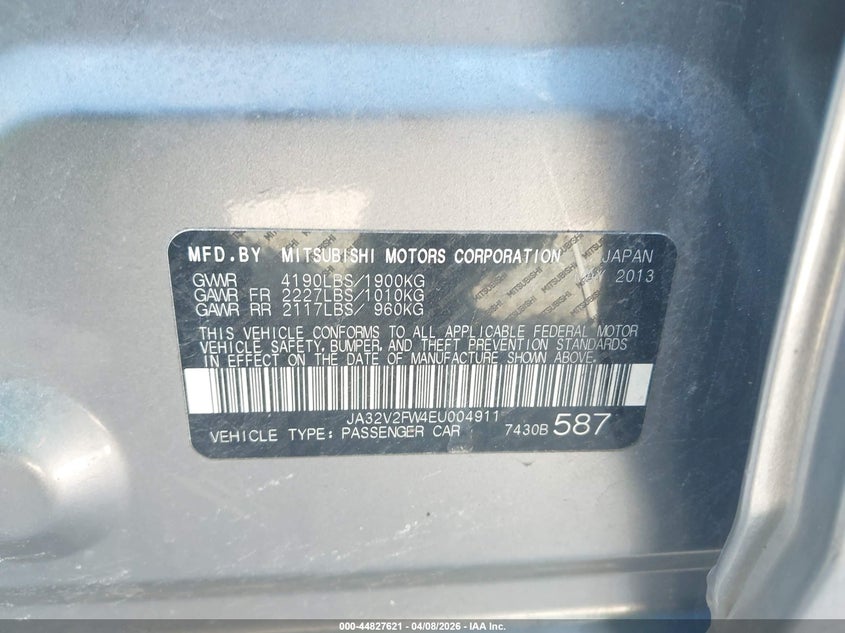 MFD.BY MITSUBISHI MOTORS CORPORATION JAPAN
2013
GVWR 4190LBS/1900KG
GAWR FR 2227LBS/1010KG
GAWR RR 2117LBS/ 960KG
THIS VEHICLE CONFORMS TO ALL APPLICABLE FEDERAL MOTOR
VEHICLE SAFETY, BUMPER, AND THEFT PREVENTION STANDARDS
IN EFFECT ON THE DATE OF MANUFACTURE SHOWN ABOVE.
JA32V2FW4EU004911
VEHICLE TYPE: PASSENGER CAR 7430B 587
000-44827621 - 04/08/2026 - IAA Inc.